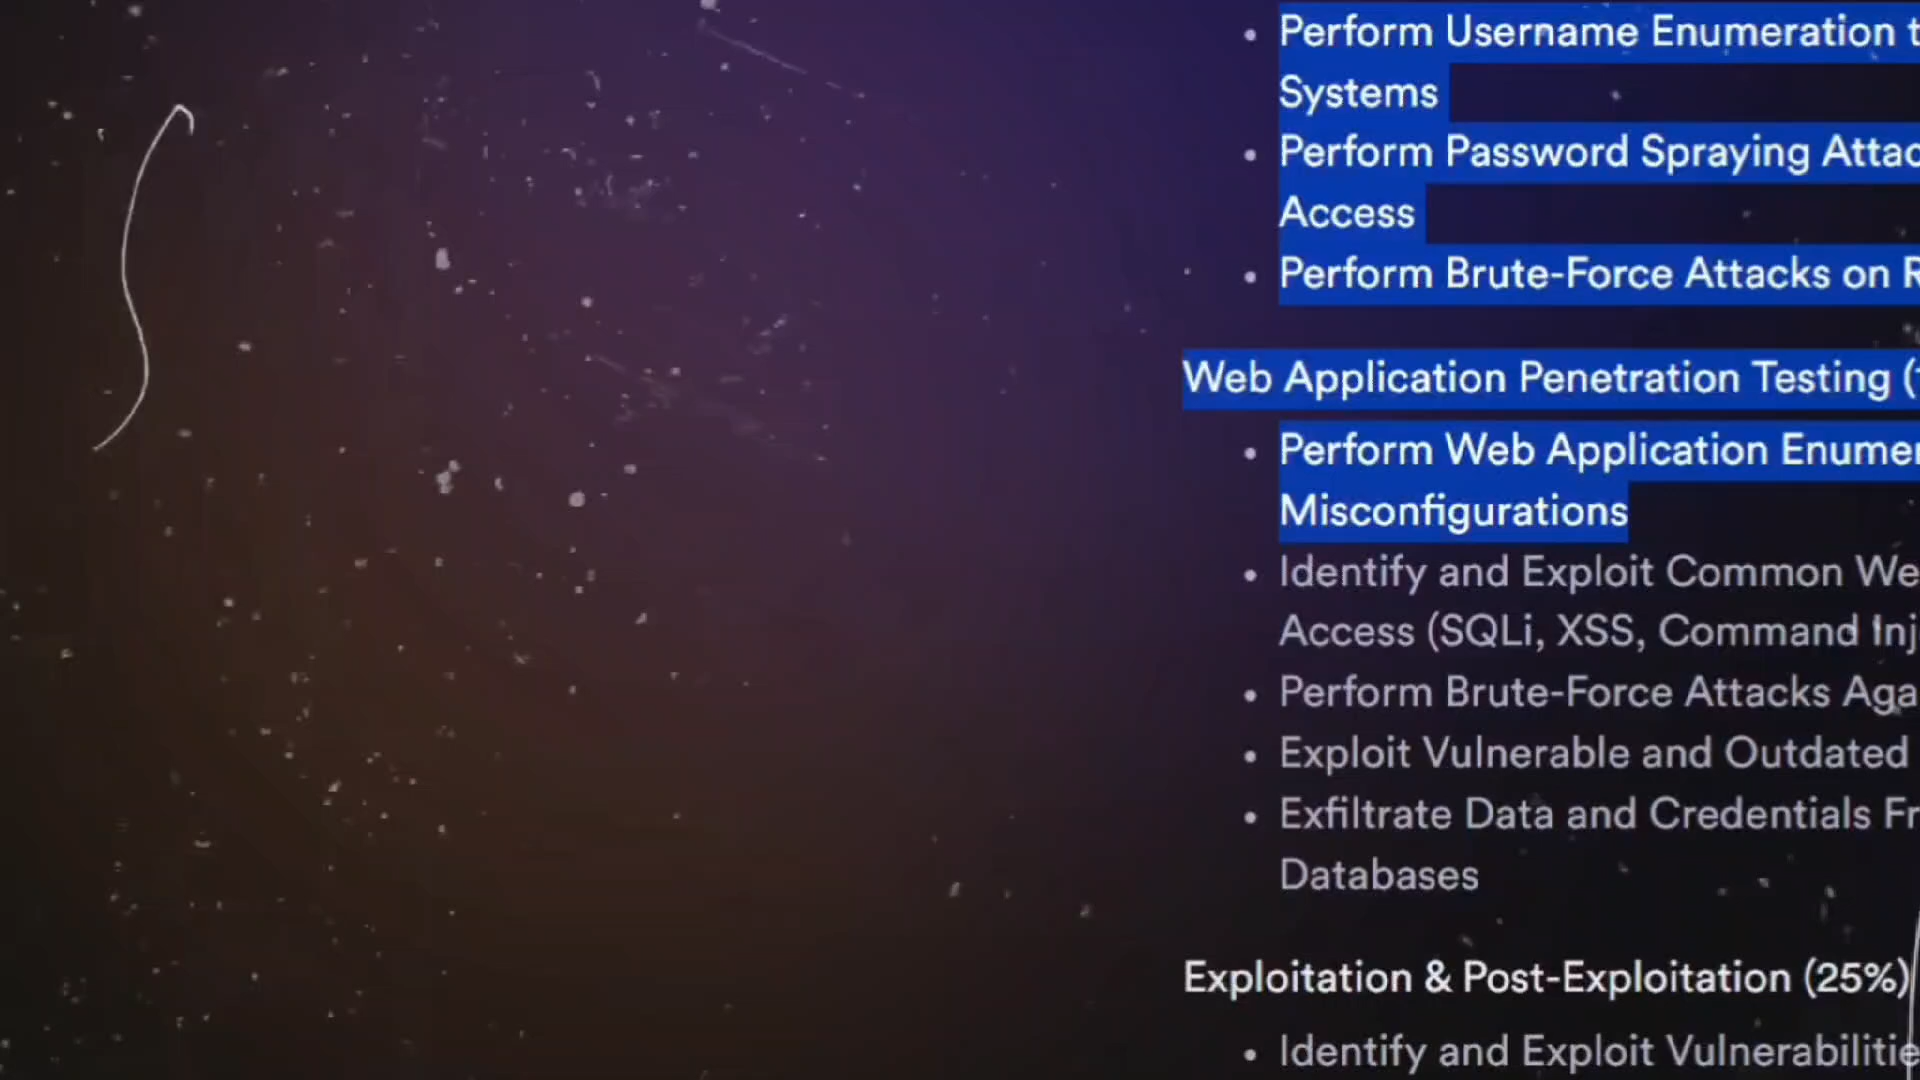 Perform Username Enumeration
Systems
Perform Password Spraying
Access
Perform Brute-Force Attacks on
Web Application Penetration Testing (
Perform Web Application
Misconfigurations
Identify and Exploit Common
Access (SQLi, XSS, Command
Perform Brute-Force Attacks
Exploit Vulnerable and Outdated
Exfiltrate Data and Credentials
Databases
Exploitation & Post-Exploitation (25%)
Identify and Exploit